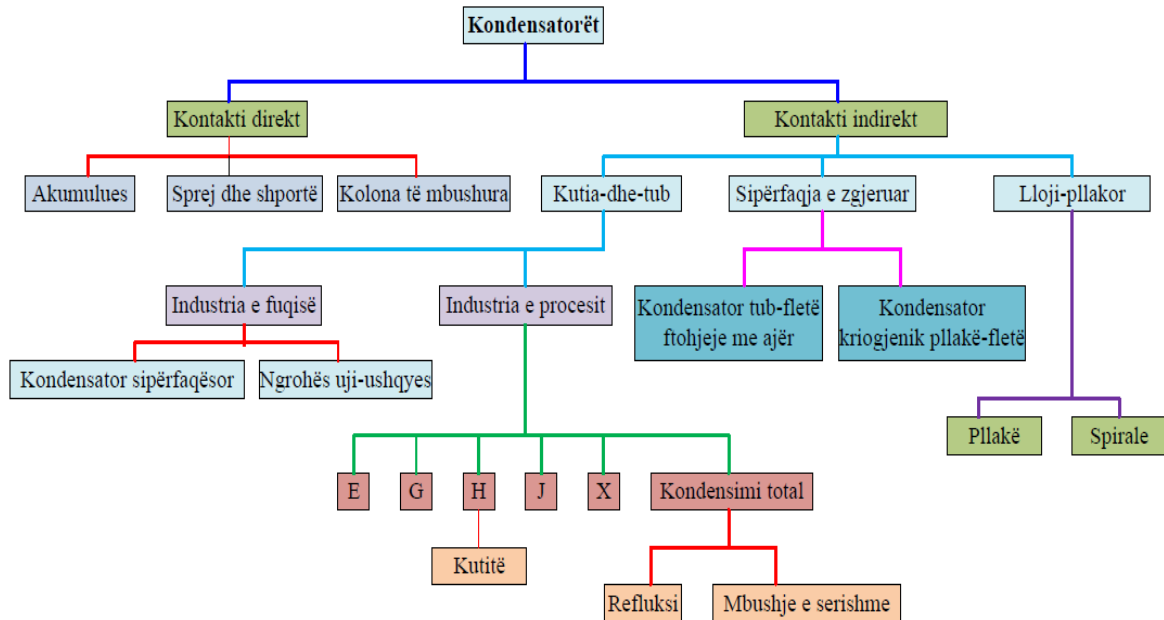 Kondensatorët
Kontakti direkt
Kontakti indirekt
Akumulues
Sprej dhe shportë
Kolona të mbushura
Kutia-dhe-tub
Sipërfaqja e zgjeruar
Lloji-pllakor
Industria e fuqisë
Industria e procesit
Kondensator tub-fletë
ftohjeje me ajër
Kondensator
kriogjenik pllakë-fletë
Kondensator sipërfaqësor
Ngrohës uji-ushqyes
Pllakë
Spirale
E
G
H
J
X
Kondensimi total
Kutitë
Refluksi
Mbushje e serishme